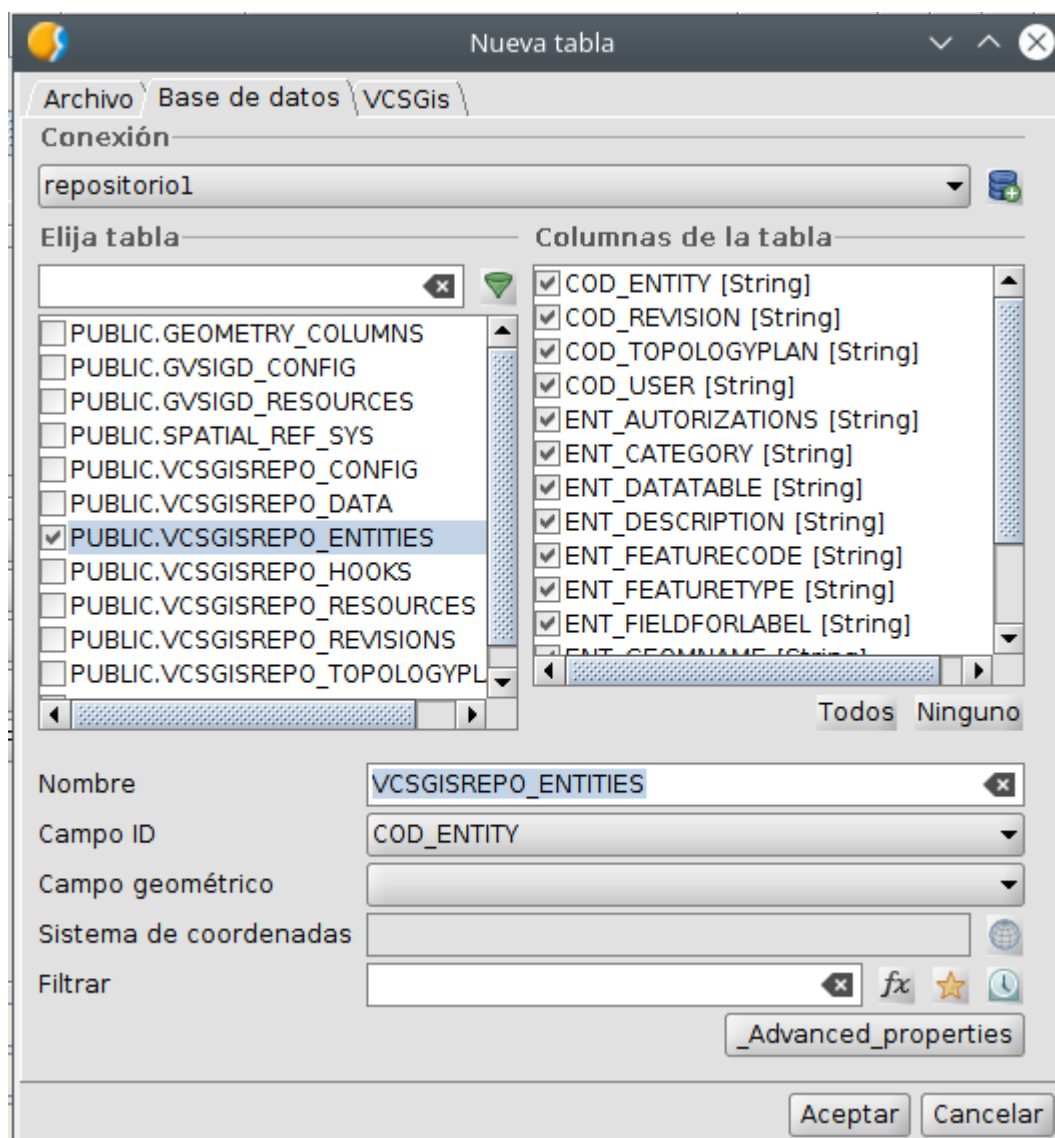 Nueva tabla
Archivo Base de datos VCSGis
Conexión
repositorio1
Elija tabla
PUBLIC.GEOMETRY_COLUMNS
PUBLIC.GVSIGD_CONFIG
PUBLIC.GVSIGD_RESOURCES
PUBLIC.SPATIAL_REF_SYS
PUBLIC.VCSGISREPO_CONFIG
PUBLIC.VCSGISREPO_DATA
PUBLIC.VCSGISREPO_ENTITIES
PUBLIC.VCSGISREPO_HOOKS
PUBLIC.VCSGISREPO_RESOURCES
PUBLIC.VCSGISREPO_REVISIONS
PUBLIC.VCSGISREPO_TOPOLOGYPL
Columnas de la tabla
COD_ENTITY [String]
COD_REVISION [String]
COD_TOPOLOGYPLAN [String]
COD_USER [String]
ENT_AUTORIZATIONS [String]
ENT_CATEGORY [String]
ENT_DATATABLE [String]
ENT_DESCRIPTION [String]
ENT_FEATURECODE [String]
ENT_FEATURETYPE [String]
ENT_FIELDFORLABEL [String]
ENT_GEOMNAME [String]
Todos Ninguno
Nombre VCSGISREPO_ENTITIES
Campo ID COD_ENTITY
Campo geométrico
Sistema de coordenadas
Filtrar fx
_Advanced_properties
Aceptar Cancelar